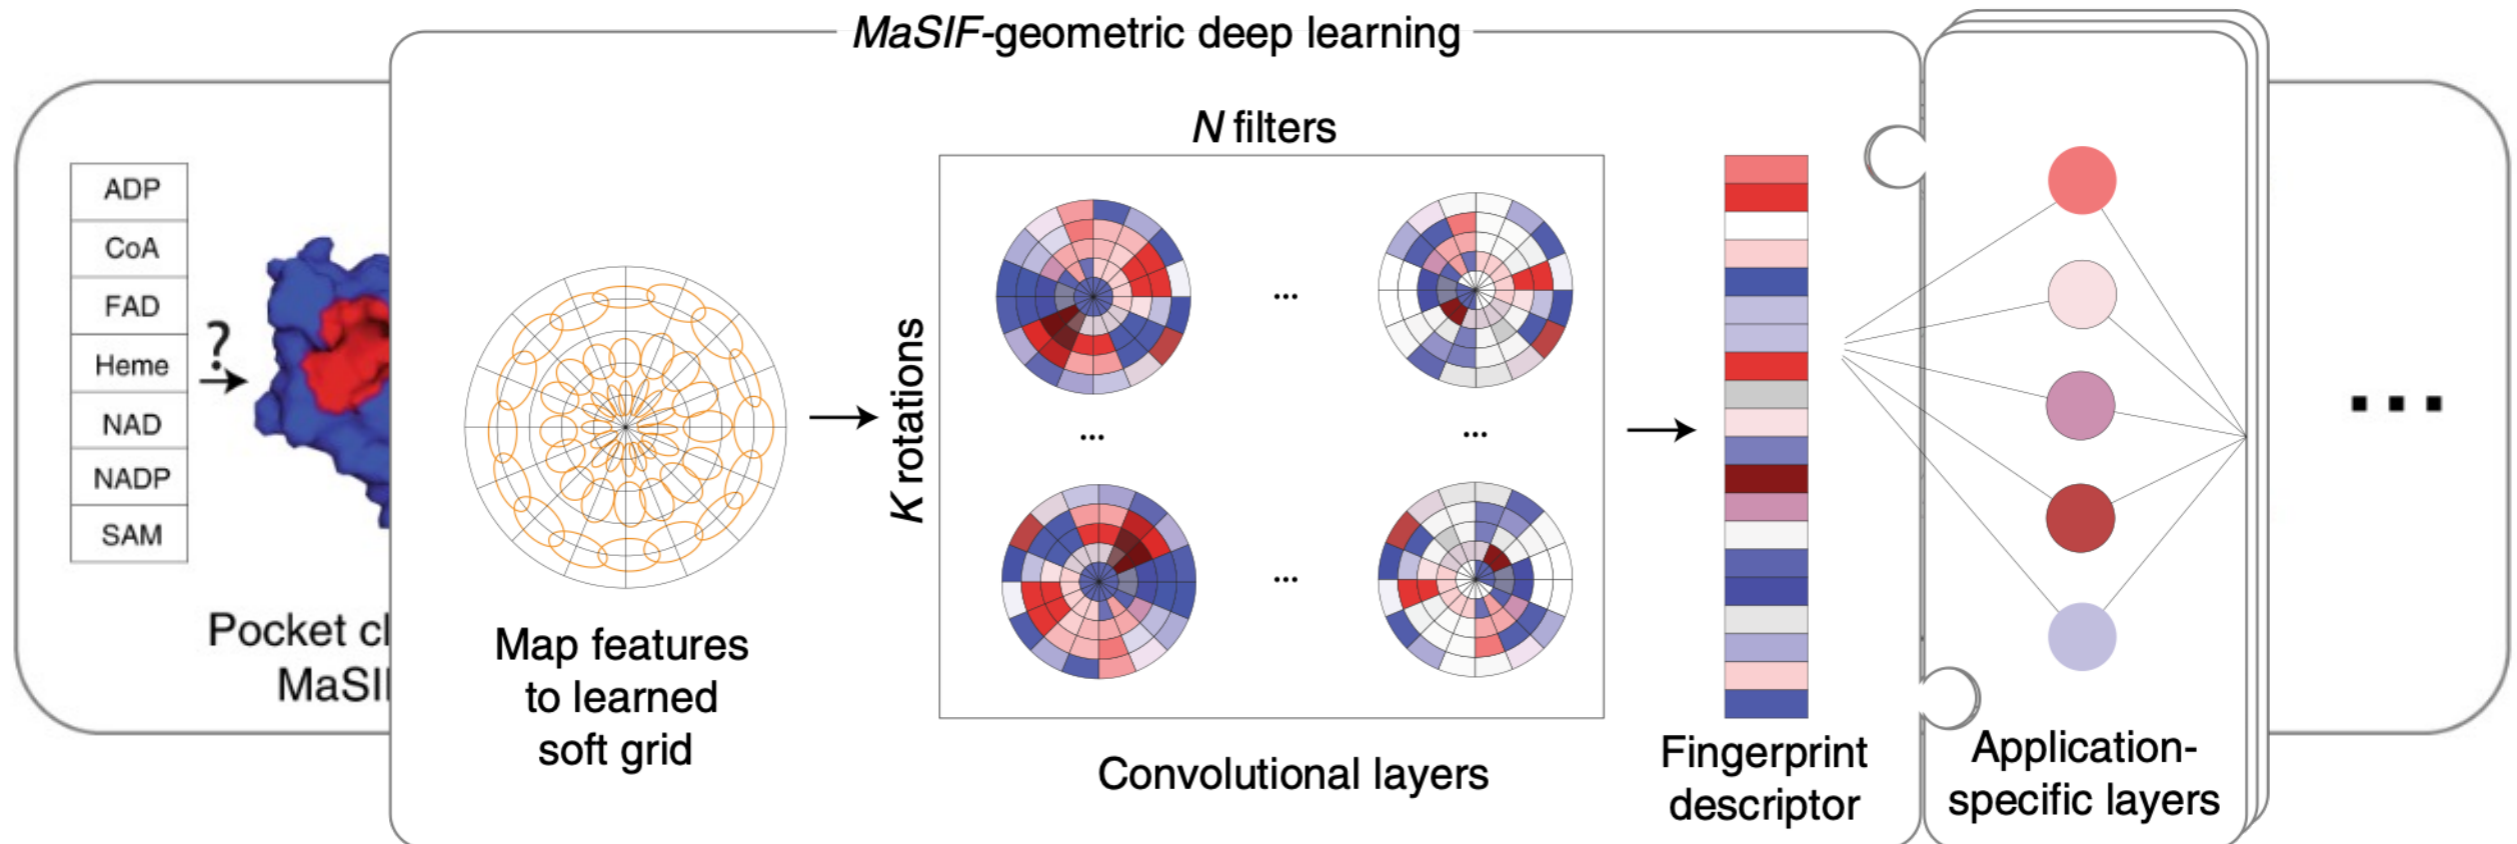 MaSIF-geometric deep learning
ADP
CoA
FAD
Heme
NAD
NADP
SAM
?
Pocket cl
MaSI
Map features
to learned
soft grid
N filters
K rotations
...
...
...
...
Convolutional layers
Fingerprint
descriptor
Application-
specific layers
...